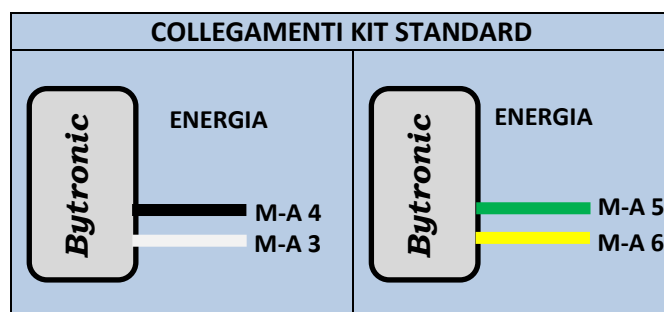 COLLEGAMENTI KIT STANDARD
Bytronic
ENERGIA
M-A 4
M-A 3
Bytronic
ENERGIA
M-A 5
M-A 6